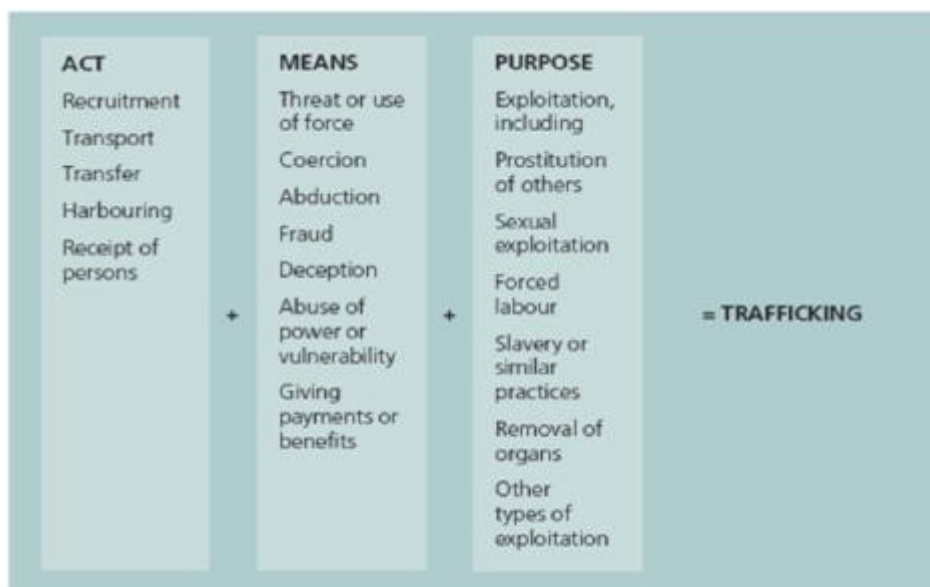 ACT
Recruitment
Transport
Transfer
Harbouring
Receipt of
persons
+
MEANS
Threat or use
of force
Coercion
Abduction
Fraud
Deception
Abuse of
power or
vulnerability
Giving
payments or
benefits
+
PURPOSE
Exploitation,
including
Prostitution
of others
Sexual
exploitation
Forced
labour
Slavery or
similar
practices
Removal of
organs
Other
types of
exploitation
= TRAFFICKING